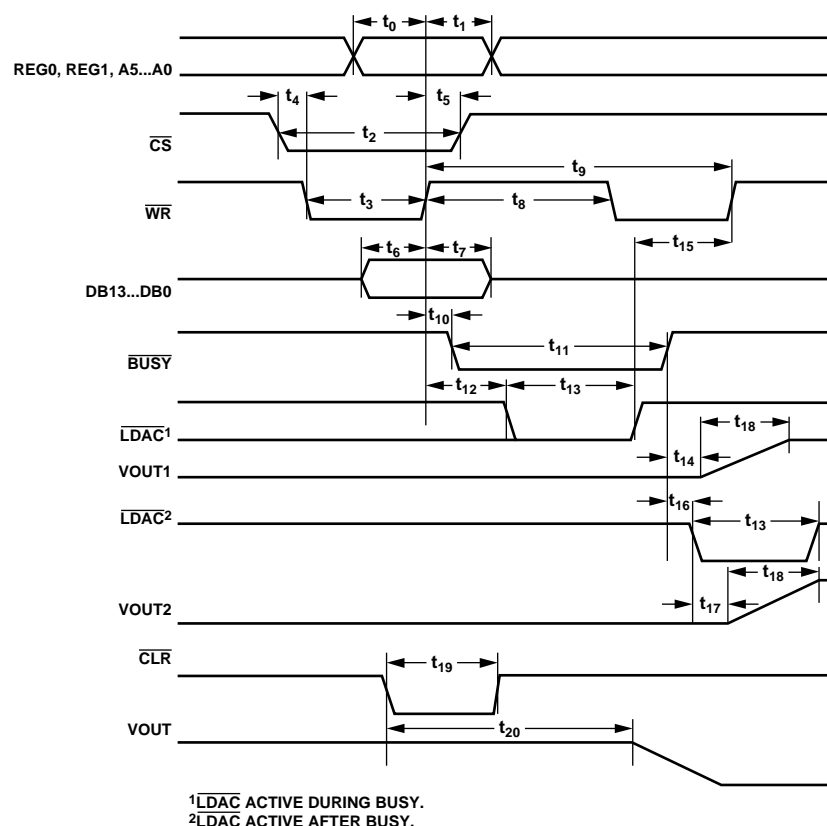 t0 t1
REG0, REG1, A5...A0
t4 t5
t2
CS
t9
WR
t3 t8
t15
t6 t7
DB13...DB0
t10
t11
BUSY
t12 t13
t18
LDAC1
t14
VOUT1
t16
LDAC2
t13
t18
VOUT2
t17
CLR
t19
VOUT
t20
1LDAC ACTIVE DURING BUSY.
2LDAC ACTIVE AFTER BUSY.